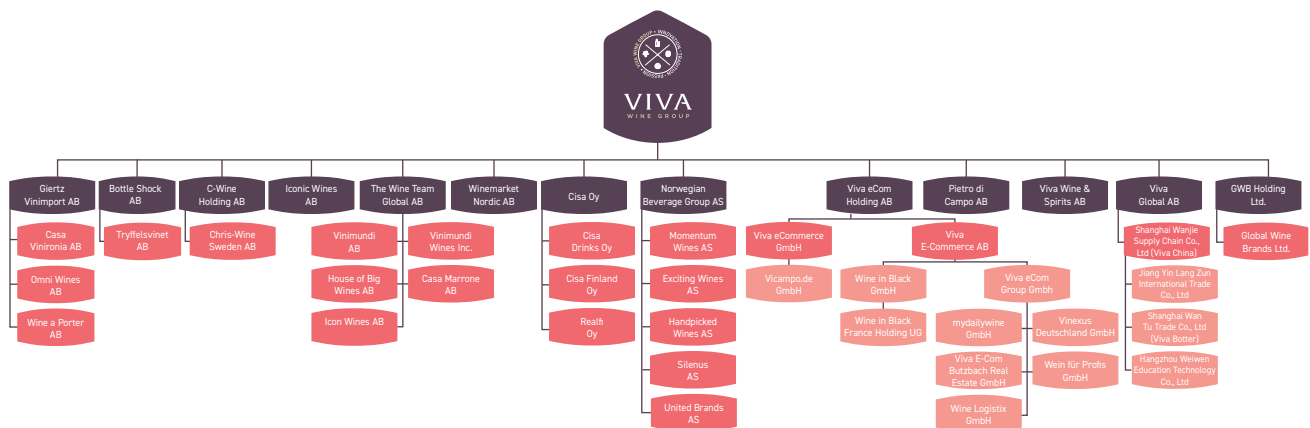 VIVA WINE GROUP • INNOVATION • TRADITION • PASSION •
VIVA
WINE GROUP
Giertz
Vinimport AB
Bottle Shock
AB
C-Wine
Holding AB
Iconic Wines
AB
The Wine Team
Global AB
Winemarket
Nordic AB
Cisa Oy
Norwegian
Beverage Group AS
Viva eCom
Holding AB
Pietro di
Campo AB
Viva Wine &
Spirits AB
Viva
Global AB
GWB Holding
Ltd.
Casa
Vinironia AB
Omni Wines
AB
Wine a Porter
AB
Tryffelsvinet
AB
Chris-Wine
Sweden AB
Vinimundi
AB
House of Big
Wines AB
Icon Wines AB
Vinimundi
Wines Inc.
Casa Marrone
AB
Cisa
Drinks Oy
Cisa Finland
Oy
Realfi
Oy
Momentum
Wines AS
Exciting Wines
AS
Handpicked
Wines AS
Silenus
AS
United Brands
AS
Viva eCommerce
GmbH
Vicampo.de
GmbH
Viva
E-Commerce AB
Wine in Black
GmbH
Wine in Black
France Holding UG
Viva eCom
Group Gmbh
mydailywine
GmbH
Viva E-Com
Butzbach Real
Estate GmbH
Wine Logistix
GmbH
Vinexus
Deutschland GmbH
Wein für Profis
GmbH
Shanghai Wanjie
Supply Chain Co.,
Ltd (Viva China)
Jiang Yin Lang Zun
International Trade
Co., Ltd
Shanghai Wan
Tu Trade Co., Ltd
(Viva Botter)
Hangzhou Weiwen
Education Technology
Co., Ltd
Global Wine
Brands Ltd.